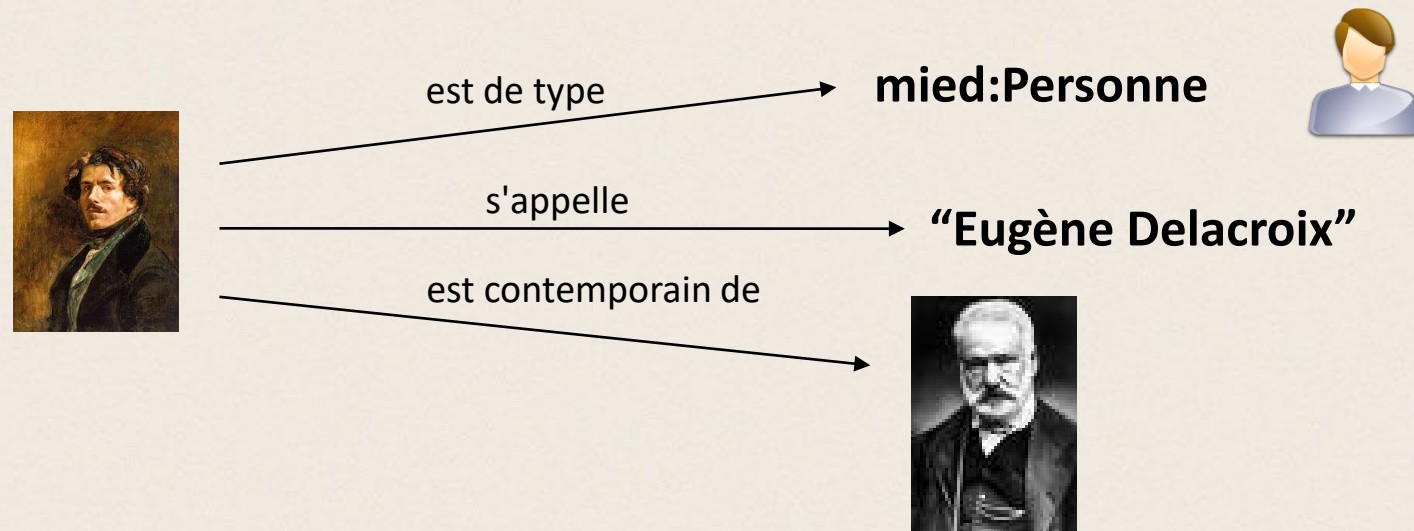 est de type
mied:Personne
s'appelle
“Eugène Delacroix”
est contemporain de